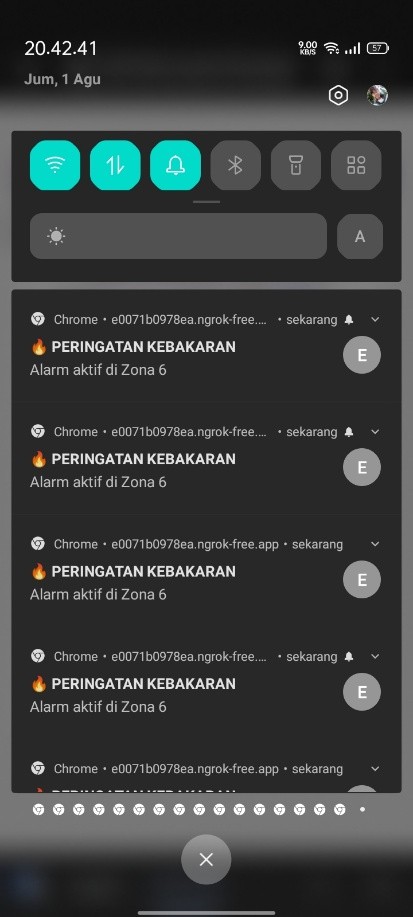 20.42.41
9.00 KB/S
57
Jum, 1 Agu
A
Chrome • e0071b0978ea.ngrok-free.... • sekarang
🔥 PERINGATAN KEBAKARAN
Alarm aktif di Zona 6
E
Chrome • e0071b0978ea.ngrok-free.... • sekarang
🔥 PERINGATAN KEBAKARAN
Alarm aktif di Zona 6
E
Chrome • e0071b0978ea.ngrok-free.app • sekarang
🔥 PERINGATAN KEBAKARAN
Alarm aktif di Zona 6
E
Chrome • e0071b0978ea.ngrok-free.... • sekarang
🔥 PERINGATAN KEBAKARAN
Alarm aktif di Zona 6
E
Chrome • e0071b0978ea.ngrok-free.app • sekarang
🔥 PERINGATAN KEBAKARAN